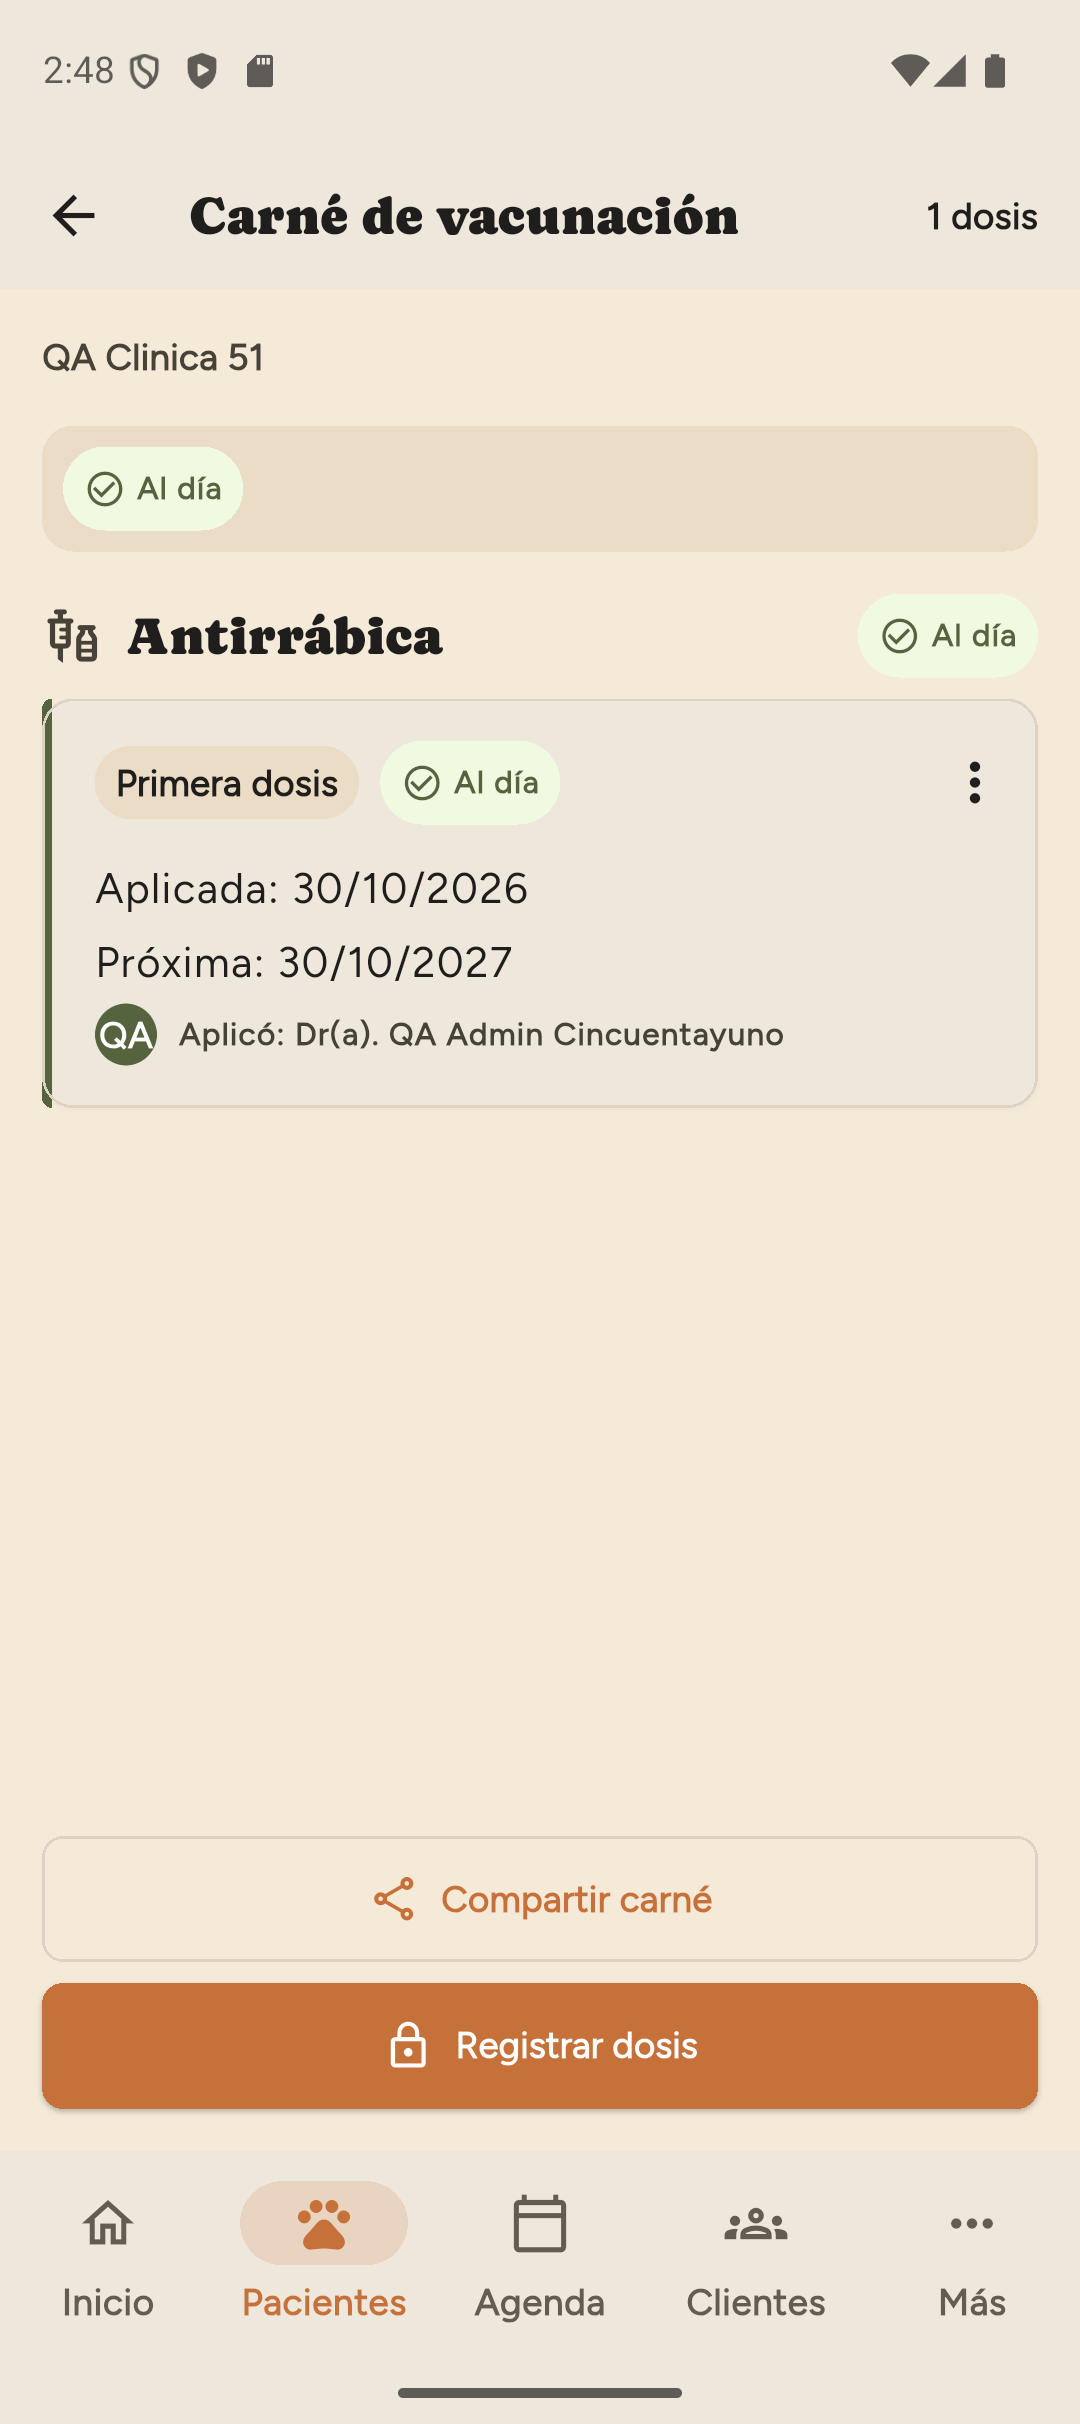 2:48
Carné de vacunación
1 dosis
QA Clinica 51
Al día
Antirrábica
Al día
Primera dosis
Al día
Aplicada: 30/10/2026
Próxima: 30/10/2027
QA
Aplicó: Dr(a). QA Admin Cincuentayuno
Compartir carné
Registrar dosis
Inicio
Pacientes
Agenda
Clientes
Más